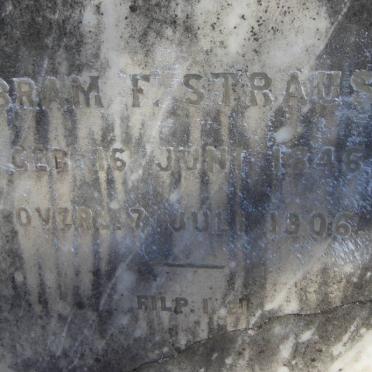 BRAM F. STRAUS
GEB. 16 JUNI 1846
OVERL. 7 JULI 1906
FILP. 1.21